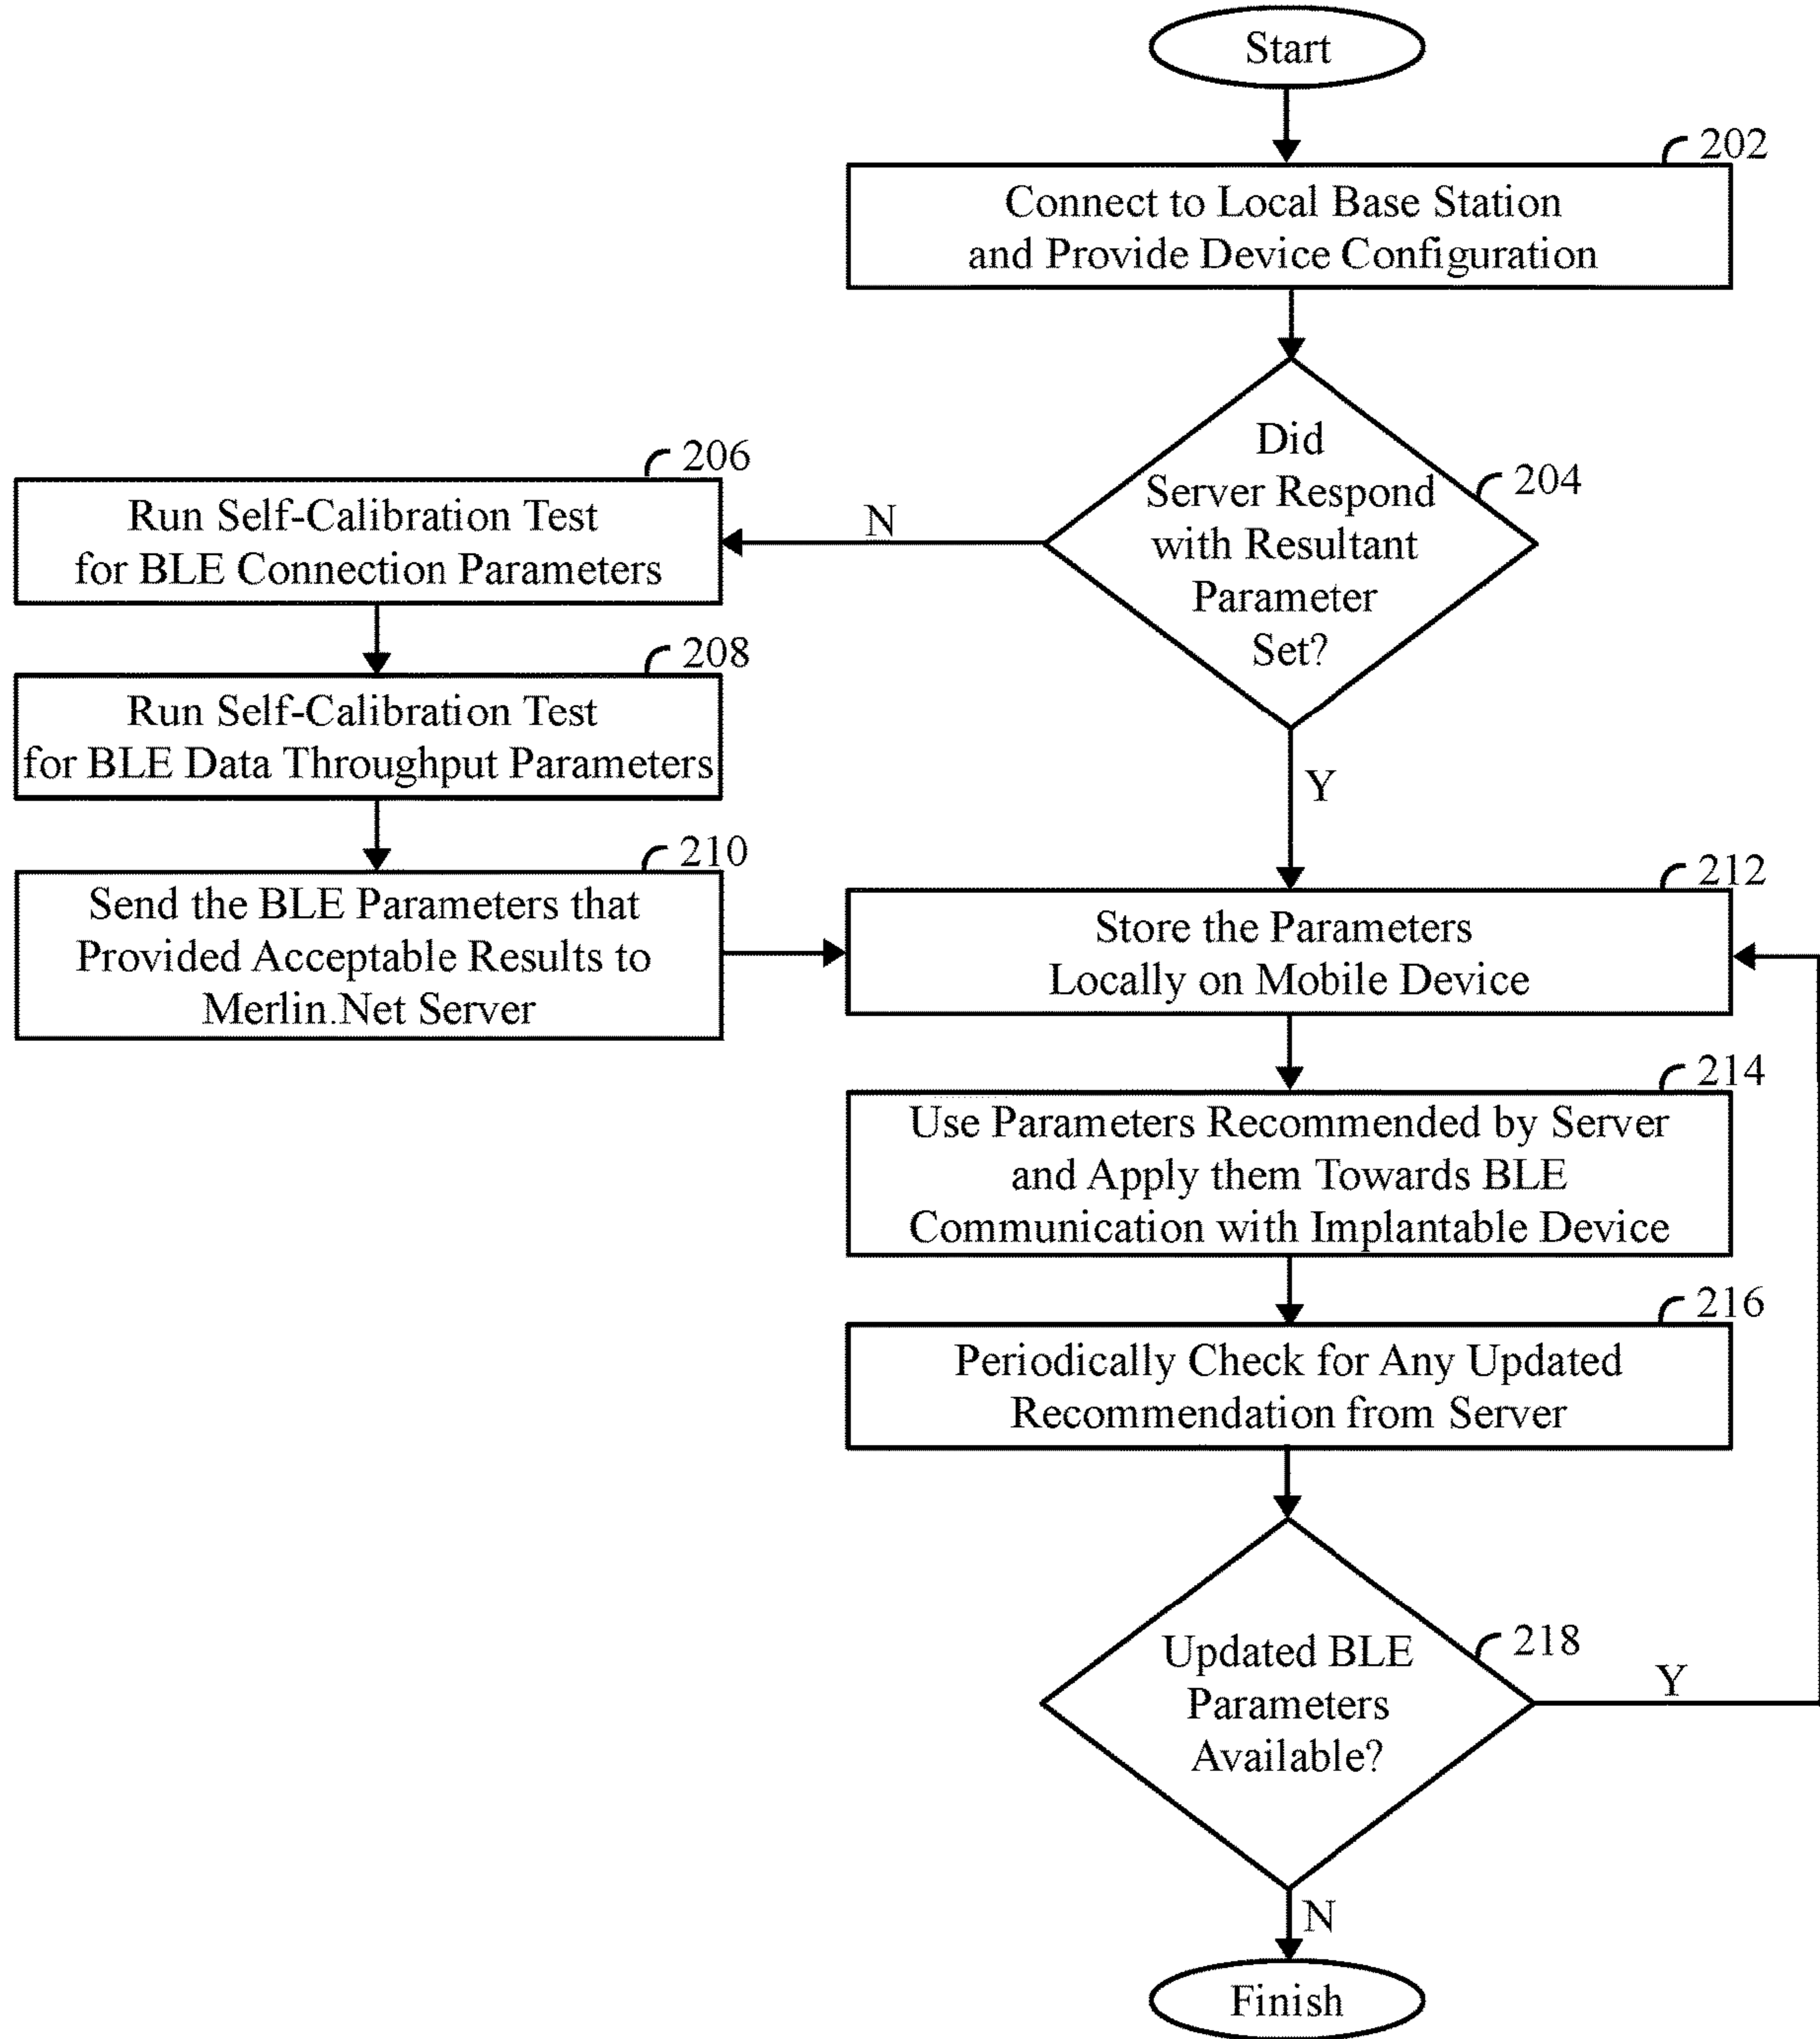 Start
202
Connect to Local Base Station
and Provide Device Configuration
Did
Server Respond
with Resultant
Parameter
Set?
204
N
Y
206
Run Self-Calibration Test
for BLE Connection Parameters
208
Run Self-Calibration Test
for BLE Data Throughput Parameters
210
Send the BLE Parameters that
Provided Acceptable Results to
Merlin.Net Server
212
Store the Parameters
Locally on Mobile Device
214
Use Parameters Recommended by Server
and Apply them Towards BLE
Communication with Implantable Device
216
Periodically Check for Any Updated
Recommendation from Server
218
Updated BLE
Parameters
Available?
Y
N
Finish